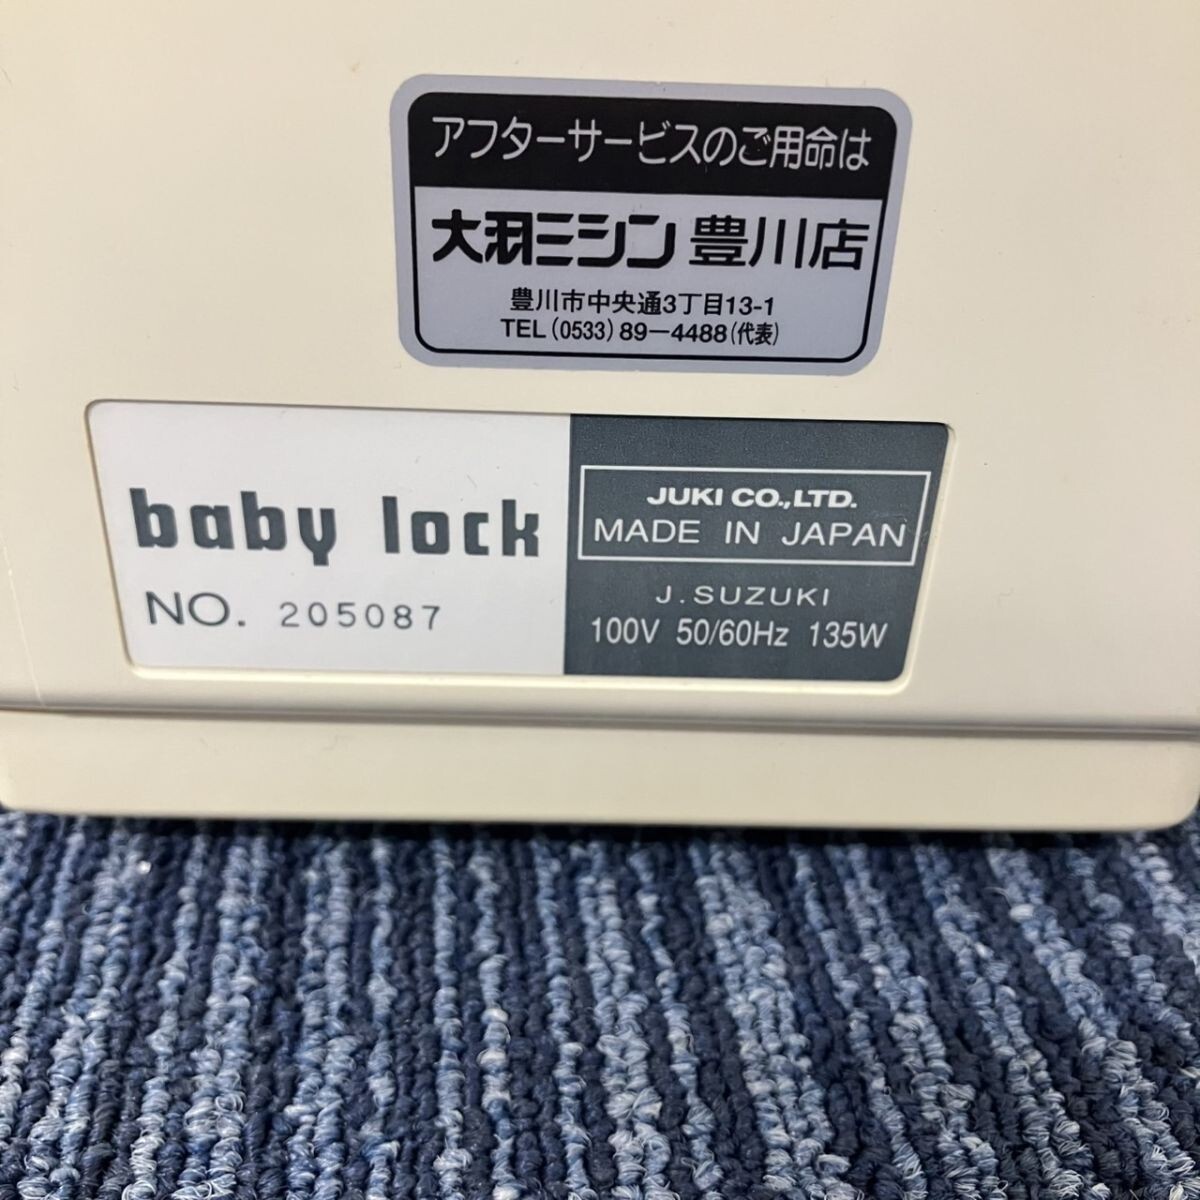 アフターサービスのご用命は
大羽ミシン 豊川店
豊川市中央通3丁目13-1
TEL (0533) 89-4488 (代表)
baby lock
NO. 205087
JUKI CO.,LTD.
MADE IN JAPAN
J.SUZUKI
100V 50/60Hz 135W